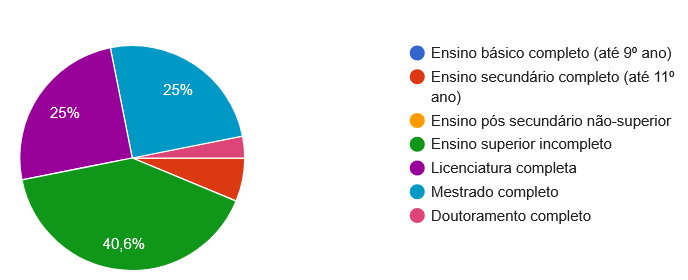 25%
25%
40,6%
Ensino básico completo (até 9º ano)
Ensino secundário completo (até 11º
ano)
Ensino pós secundário não-superior
Ensino superior incompleto
Licenciatura completa
Mestrado completo
Doutoramento completo